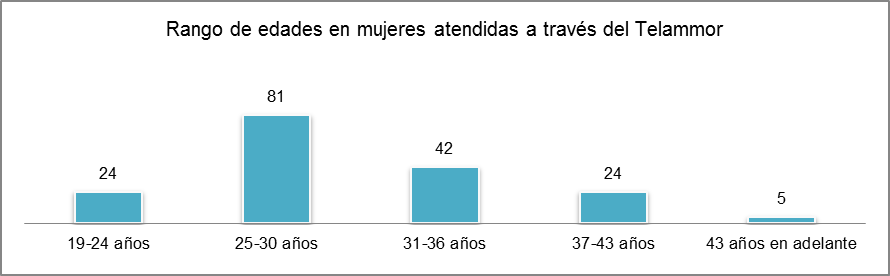 Rango de edades en mujeres atendidas a través del Telammor
81
42
24
24
5
19-24 años
25-30 años
31-36 años
37-43 años
43 años en adelante